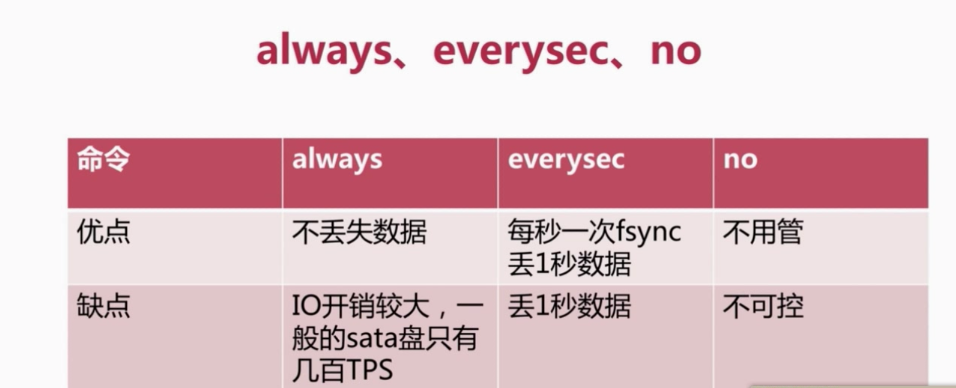 always、everysec、no
命令 always everysec no
优点 不丢失数据 每秒一次fsync 不用管
丢1秒数据
缺点 IO开销较大，一 丢1秒数据 不可控
般的sata盘只有
几百TPS